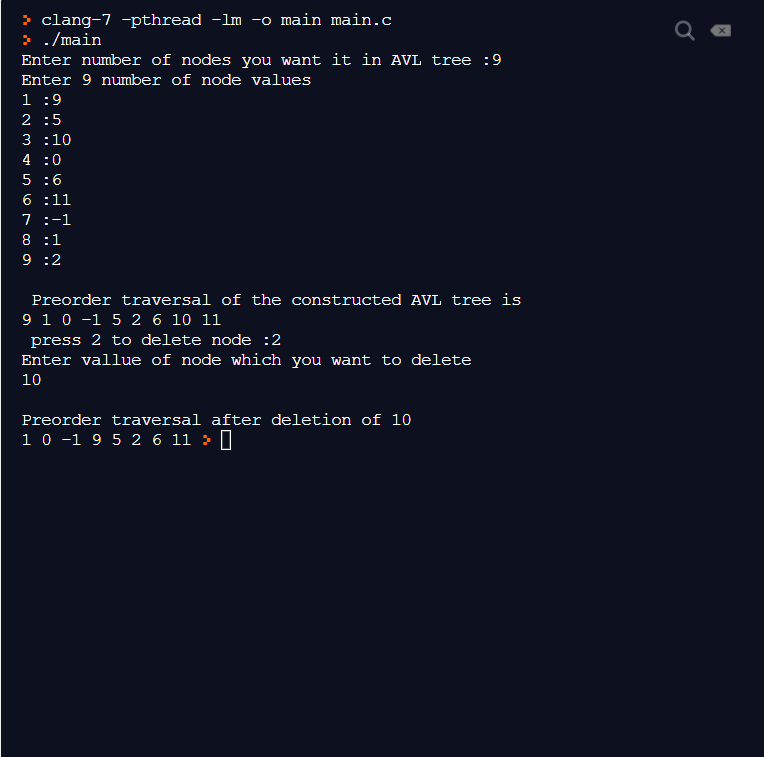 > clang-7 -pthread -lm -o main main.c
> ./main
Enter number of nodes you want it in AVL tree :9
Enter 9 number of node values
1 :9
2 :5
3 :10
4 :0
5 :6
6 :11
7 :-1
8 :1
9 :2
Preorder traversal of the constructed AVL tree is
9 1 0 -1 5 2 6 10 11
press 2 to delete node :2
Enter vallue of node which you want to delete
10
Preorder traversal after deletion of 10
1 0 -1 9 5 2 6 11 >